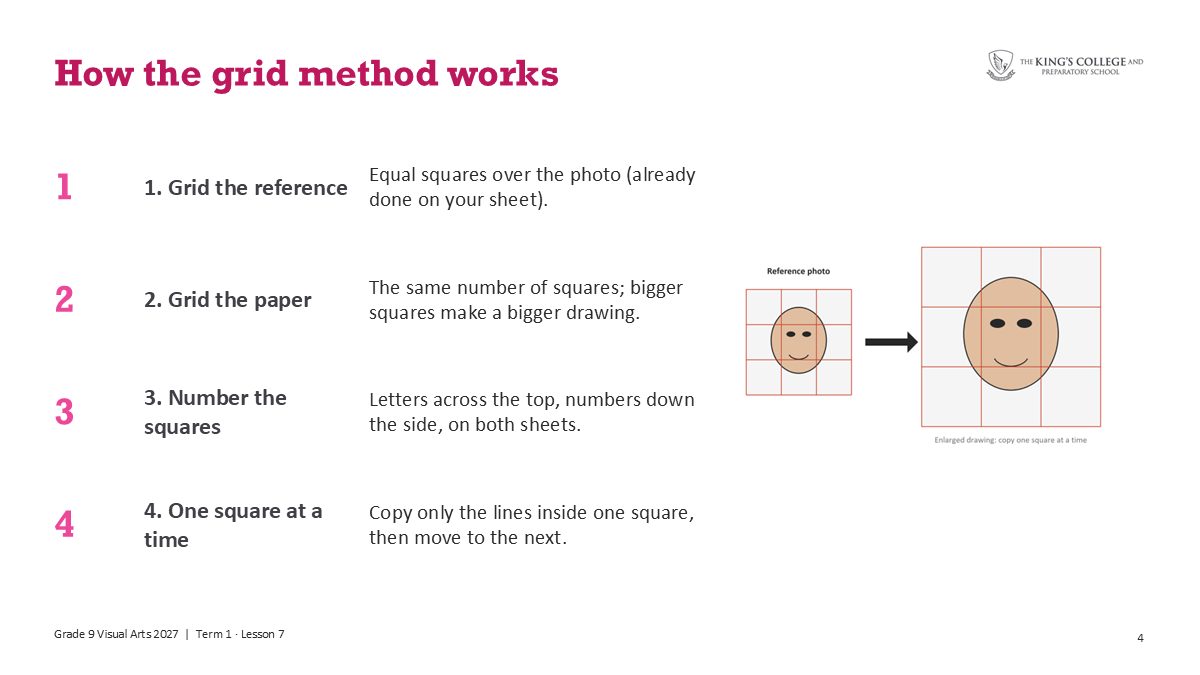 How the grid method works
THE KING'S COLLEGE AND
PREPARATORY SCHOOL
1
1. Grid the reference
Equal squares over the photo (already
done on your sheet).
2
2. Grid the paper
The same number of squares; bigger
squares make a bigger drawing.
3
3. Number the
squares
Letters across the top, numbers down
the side, on both sheets.
4
4. One square at a
time
Copy only the lines inside one square,
then move to the next.
Reference photo
Enlarged drawing: copy one square at a time
Grade 9 Visual Arts 2027 | Term 1 · Lesson 7
4